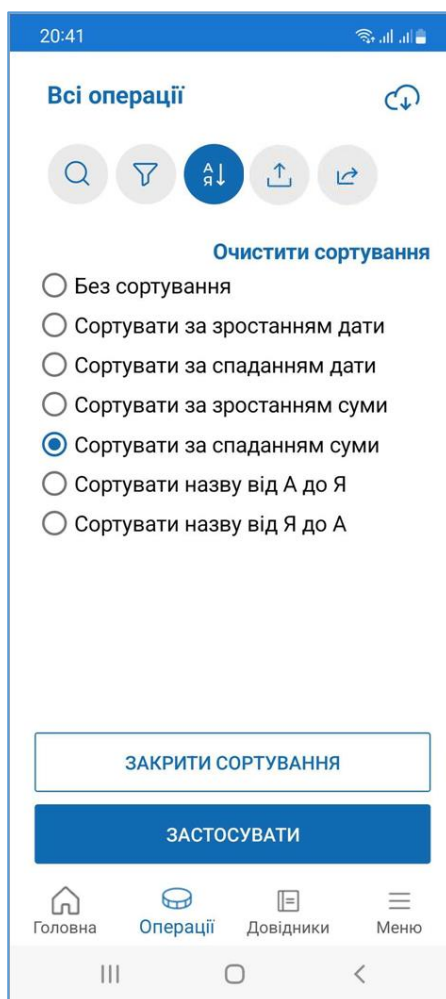 20:41
Всі операції
А
Я
Очистити сортування
Без сортування
Сортувати за зростанням дати
Сортувати за спаданням дати
Сортувати за зростанням суми
Сортувати за спаданням суми
Сортувати назву від А до Я
Сортувати назву від Я до А
ЗАКРИТИ СОРТУВАННЯ
ЗАСТОСУВАТИ
Головна Операції Довідники Меню